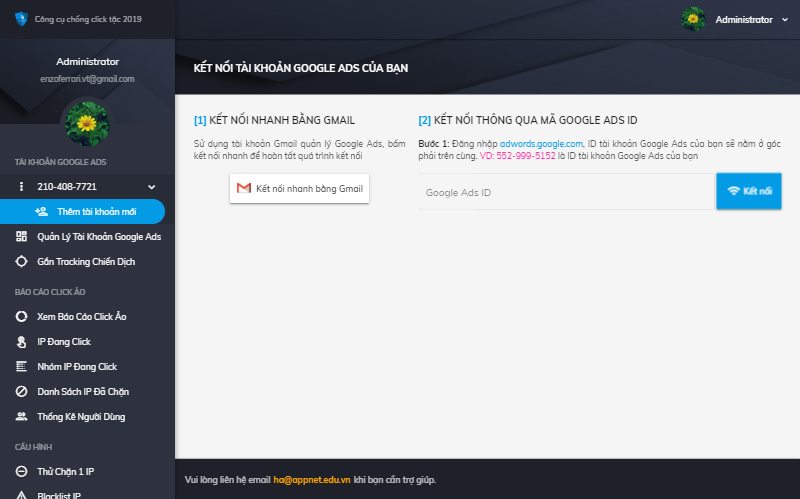 Công cụ chống click tặc 2019
Administrator
Administrator
enzoferrari.vt@gmail.com
TÀI KHOẢN GOOGLE ADS
210-408-7721
Thêm tài khoản mới
Quản Lý Tài Khoản Google Ads
Gắn Tracking Chiến Dịch
BÁO CÁO CLICK ẢO
Xem Báo Cáo Click Ảo
IP Đang Click
Nhóm IP Đang Click
Danh Sách IP Đã Chặn
Thống Kê Người Dùng
CẤU HÌNH
Thử Chặn 1 IP
Blacklist IP
KẾT NỐI TÀI KHOẢN GOOGLE ADS CỦA BẠN
[1] KẾT NỐI NHANH BẰNG GMAIL
Sử dụng tài khoản Gmail quản lý Google Ads, bấm
kết nối nhanh để hoàn tất quá trình kết nối
Kết nối nhanh bằng Gmail
[2] KẾT NỐI THÔNG QUA MÃ GOOGLE ADS ID
Bước 1: Đăng nhập adwords.google.com, ID tài khoản Google Ads của bạn sẽ nằm ở góc
phải trên cùng. VD: 552-999-5152 là ID tài khoản Google Ads của bạn
Google Ads ID
Kết nối
Vui lòng liên hệ email ha@appnet.edu.vn khi bạn cần trợ giúp.